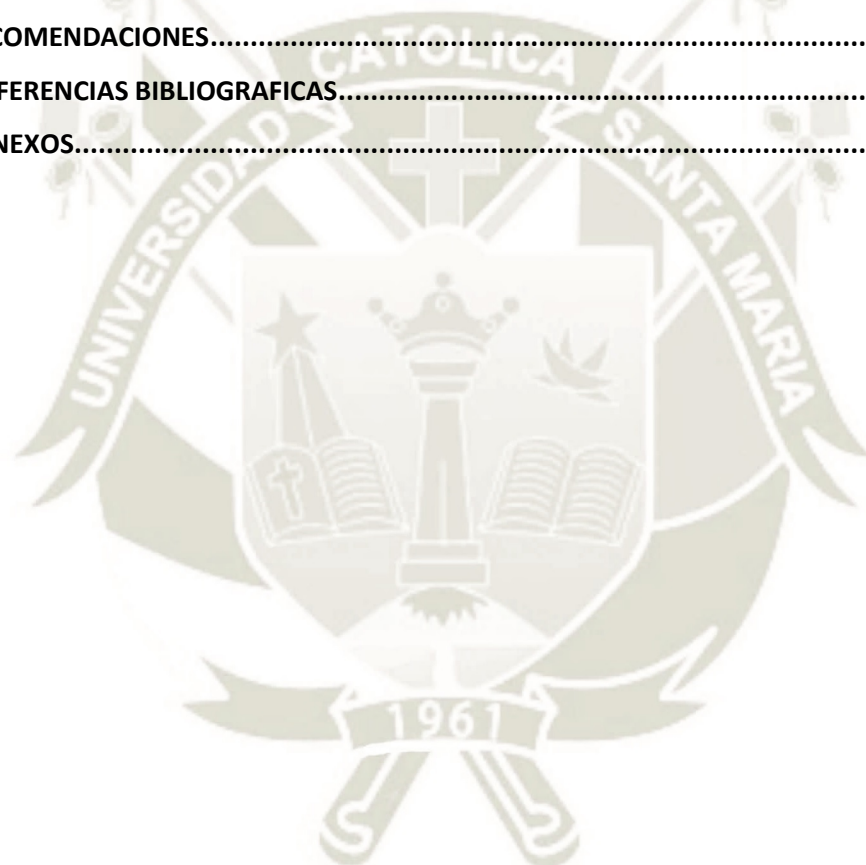 COMENDACIONES........................................................................................
FERENCIAS BIBLIOGRAFICAS........................................................................
NEXOS.........................................................................................................
UNIVERSIDAD CATOLICA SANTA MARIA
1961